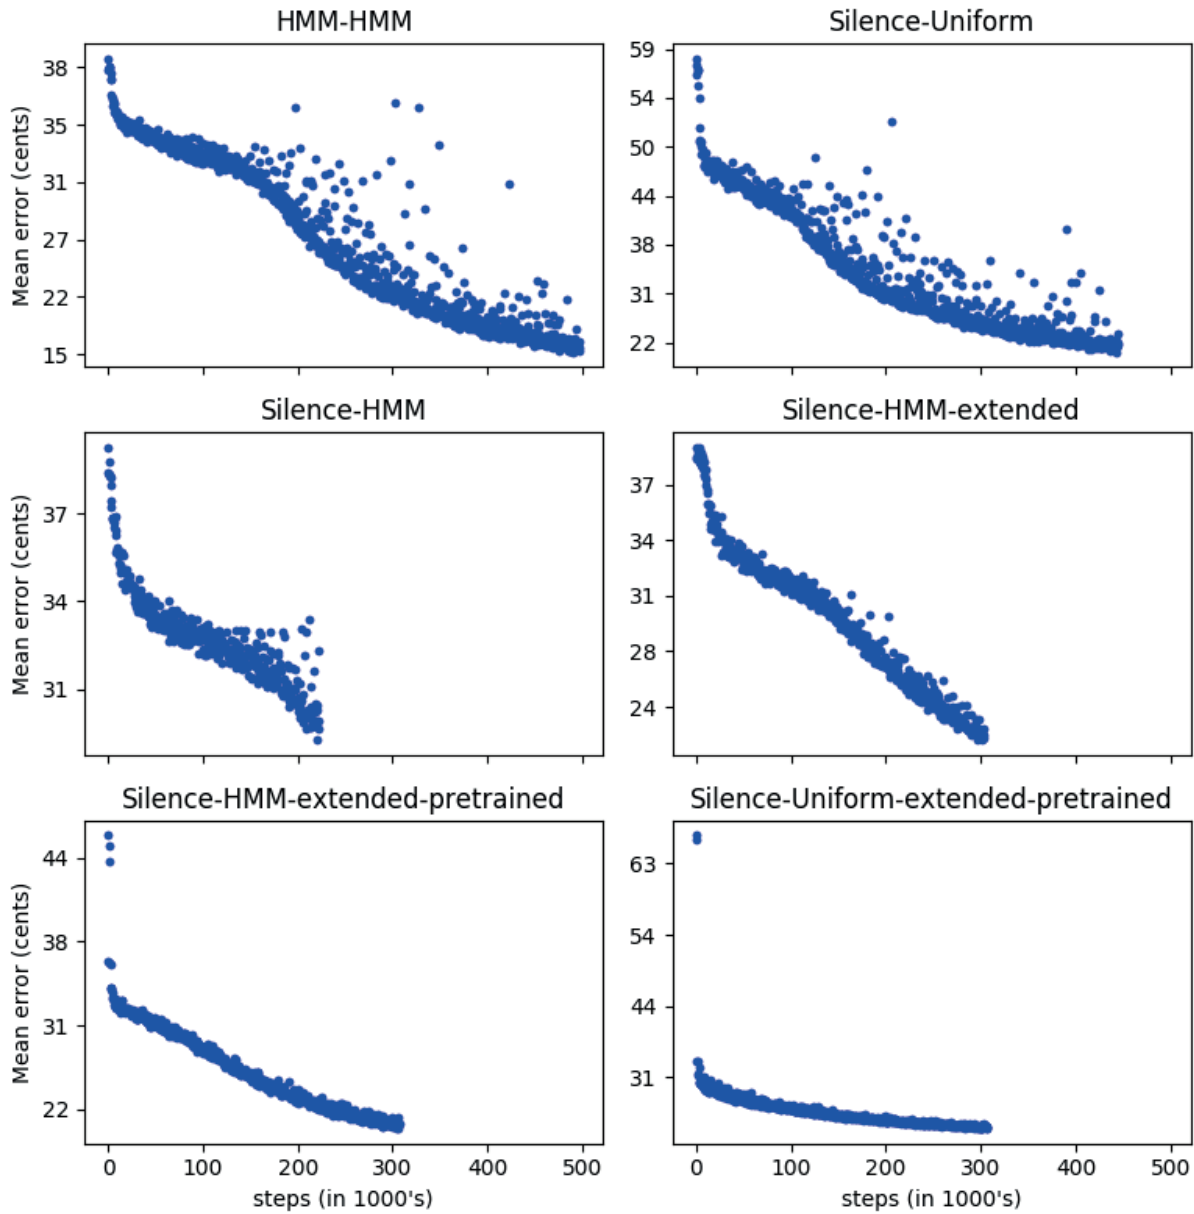 HMM-HMM
Mean error (cents)
38
35
31
27
22
15
Silence-Uniform
59
54
50
44
38
31
22
Silence-HMM
Mean error (cents)
37
34
31
Silence-HMM-extended
37
34
31
28
24
Silence-HMM-extended-pretrained
Mean error (cents)
44
38
31
22
0 100 200 300 400 500
steps (in 1000's)
Silence-Uniform-extended-pretrained
63
54
44
31
0 100 200 300 400 500
steps (in 1000's)